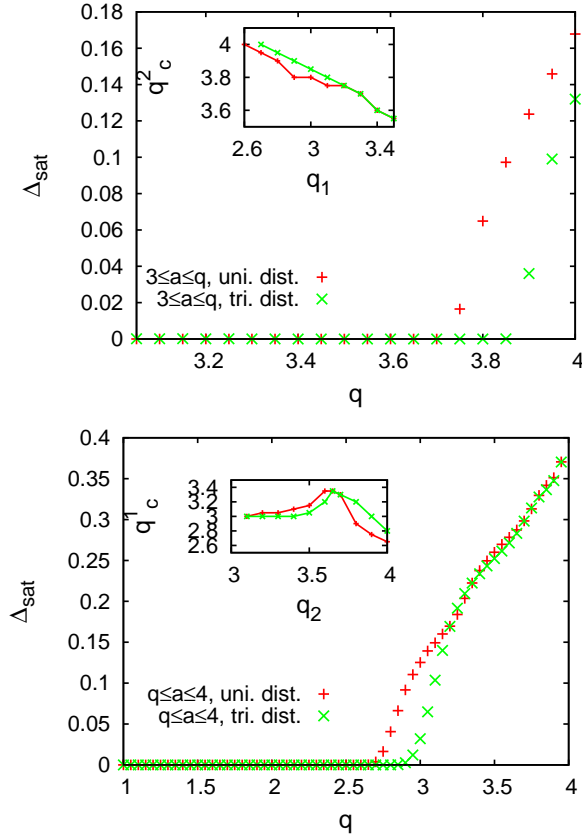 0.18
0.16
0.14
0.12
0.1
0.08
0.06
0.04
0.02
0
Δsat
3.2 3.4 3.6 3.8 4
q
3≤a≤q, uni. dist.
3≤a≤q, tri. dist.
4
3.8
3.6
q²c
2.6 3 3.4
q₁
0.4
0.35
0.3
0.25
0.2
0.15
0.1
0.05
0
Δsat
1 1.5 2 2.5 3 3.5 4
q
q≤a≤4, uni. dist.
q≤a≤4, tri. dist.
3.4
3.2
3
2.8
2.6
q¹c
3 3.5 4
q₂